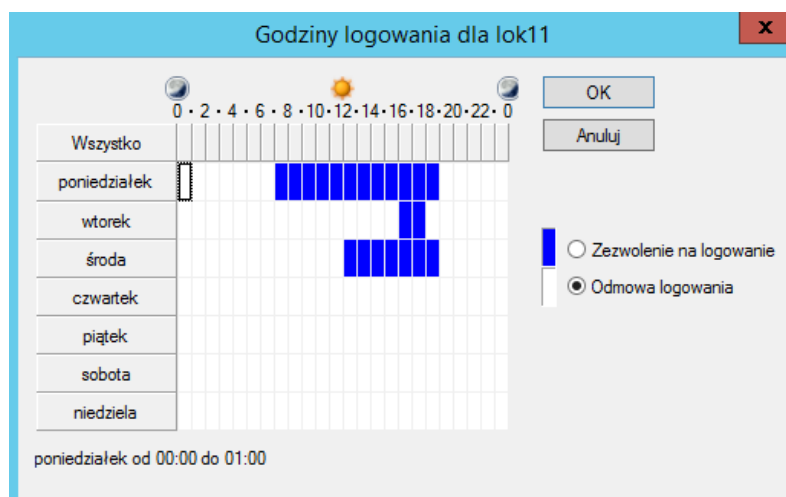 Godziny logowania dla lok11
x
OK
0 · 2 · 4 · 6 · 8 · 10 · 12 · 14 · 16 · 18 · 20 · 22 · 0
Anuluj
Wszystko
poniedziałek
wtorek
środa
Zezwolenie na logowanie
czwartek
Odmowa logowania
piątek
sobota
niedziela
poniedziałek od 00:00 do 01:00